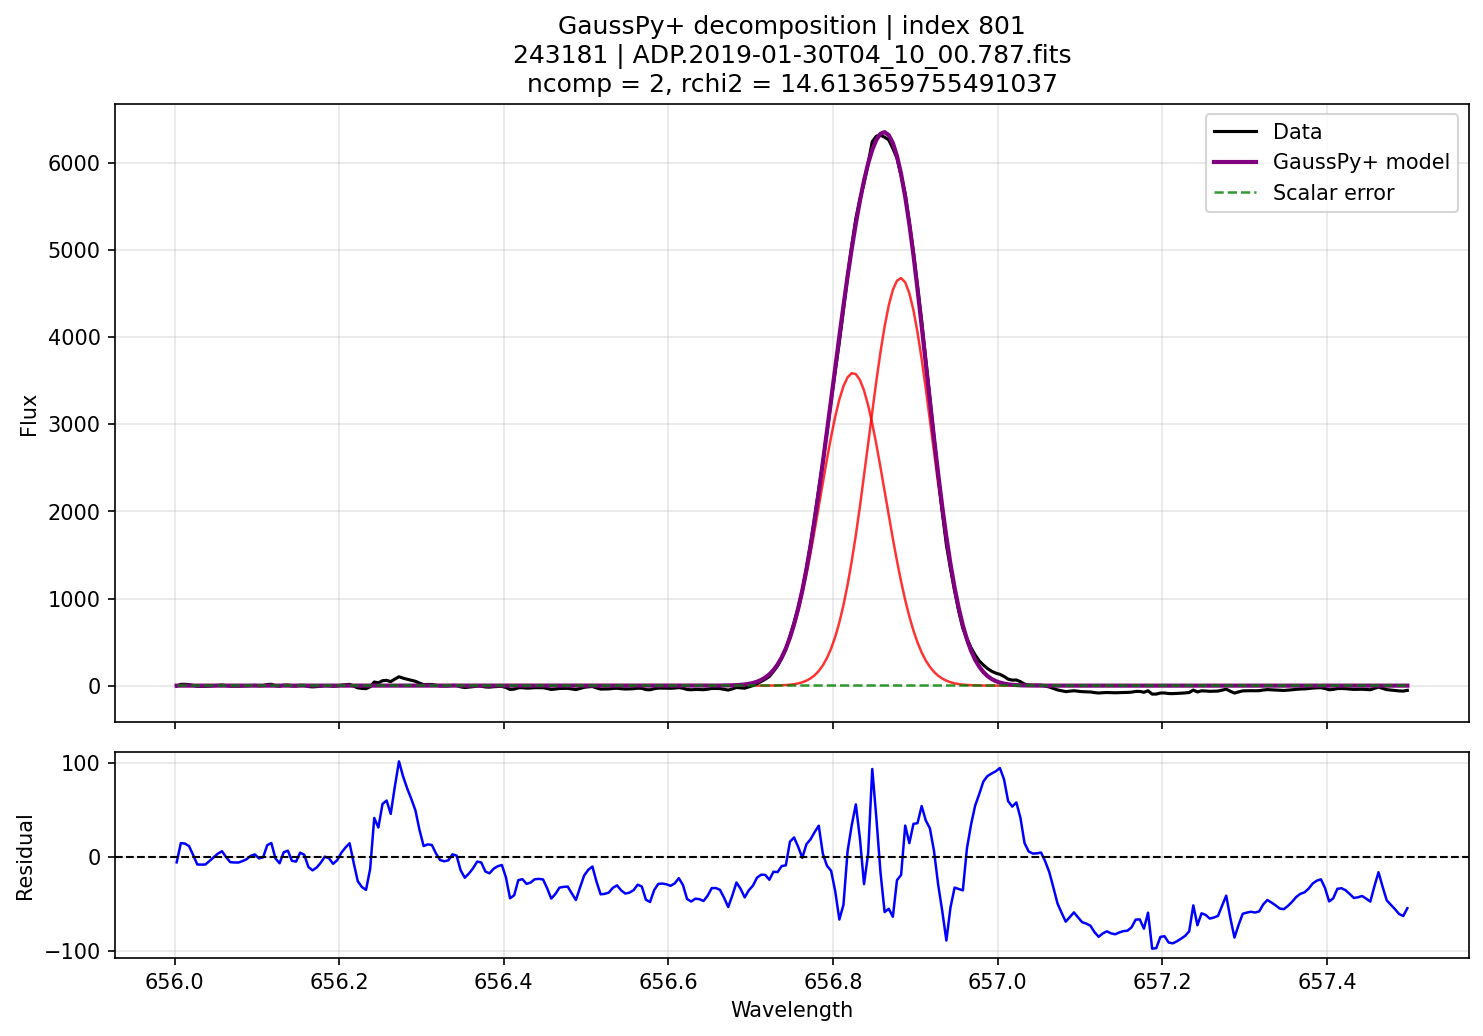 GaussPy+ decomposition | index 801
243181 | ADP.2019-01-30T04_10_00.787.fits
ncomp = 2, rchi2 = 14.613659755491037
Data
GaussPy+ model
Scalar error
6000
5000
4000
3000
2000
1000
0
Flux
100
0
−100
Residual
656.0 656.2 656.4 656.6 656.8 657.0 657.2 657.4
Wavelength